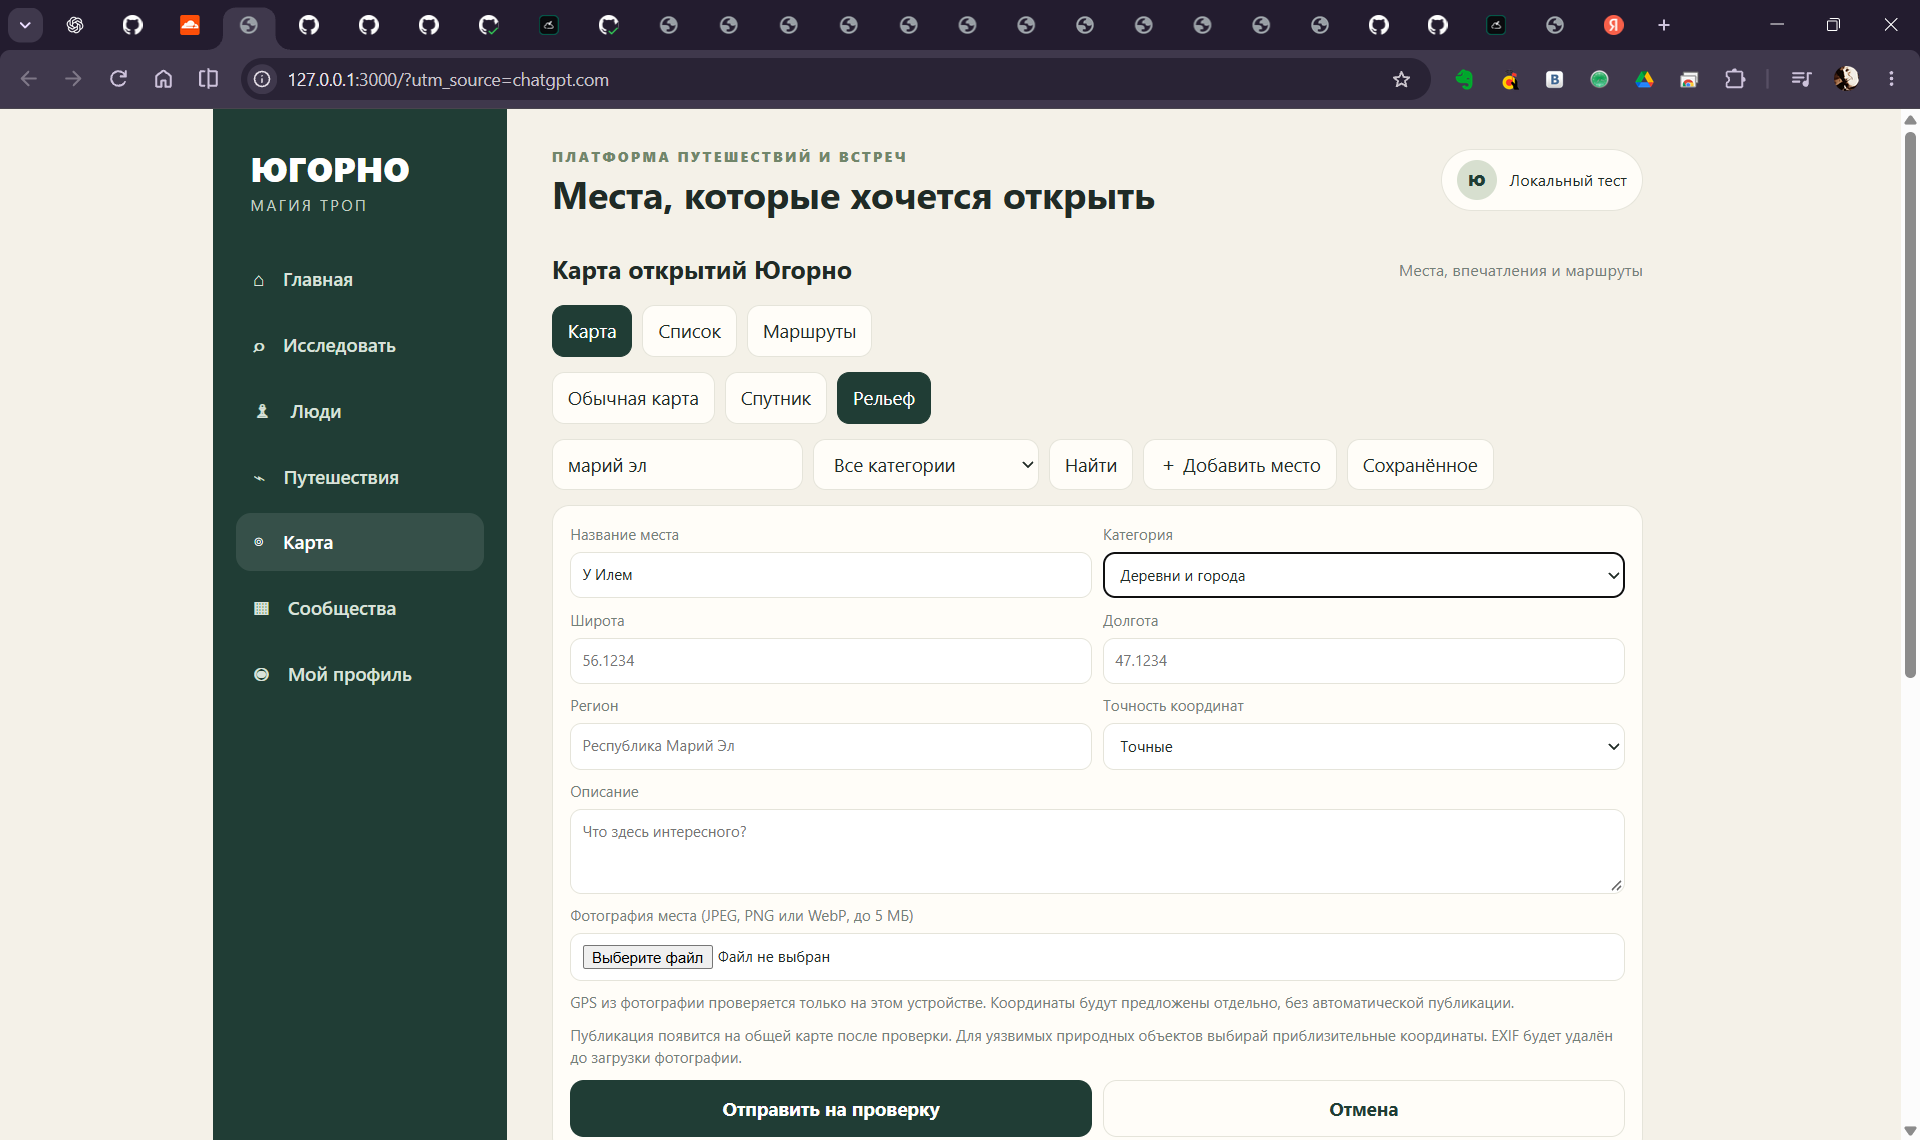 127.0.0.1:3000/?utm_source=chatgpt.com
ЮГОРНО
МАГИЯ ТРОП
Главная
Исследовать
Люди
Путешествия
Карта
Сообщества
Мой профиль
ПЛАТФОРМА ПУТЕШЕСТВИЙ И ВСТРЕЧ
Места, которые хочется открыть
Ю Локальный тест
Карта открытий Югорно
Места, впечатления и маршруты
Карта Список Маршруты
Обычная карта Спутник Рельеф
марий эл Все категории Найти + Добавить место Сохранённое
Название места Категория
У Илем Деревни и города
Широта Долгота
56.1234 47.1234
Регион Точность координат
Республика Марий Эл Точные
Описание
Что здесь интересного?
Фотография места (JPEG, PNG или WebP, до 5 МБ)
Выберите файл Файл не выбран
GPS из фотографии проверяется только на этом устройстве. Координаты будут предложены отдельно, без автоматической публикации.
Публикация появится на общей карте после проверки. Для уязвимых природных объектов выбирай приблизительные координаты. EXIF будет удалён
до загрузки фотографии.
Отправить на проверку Отмена